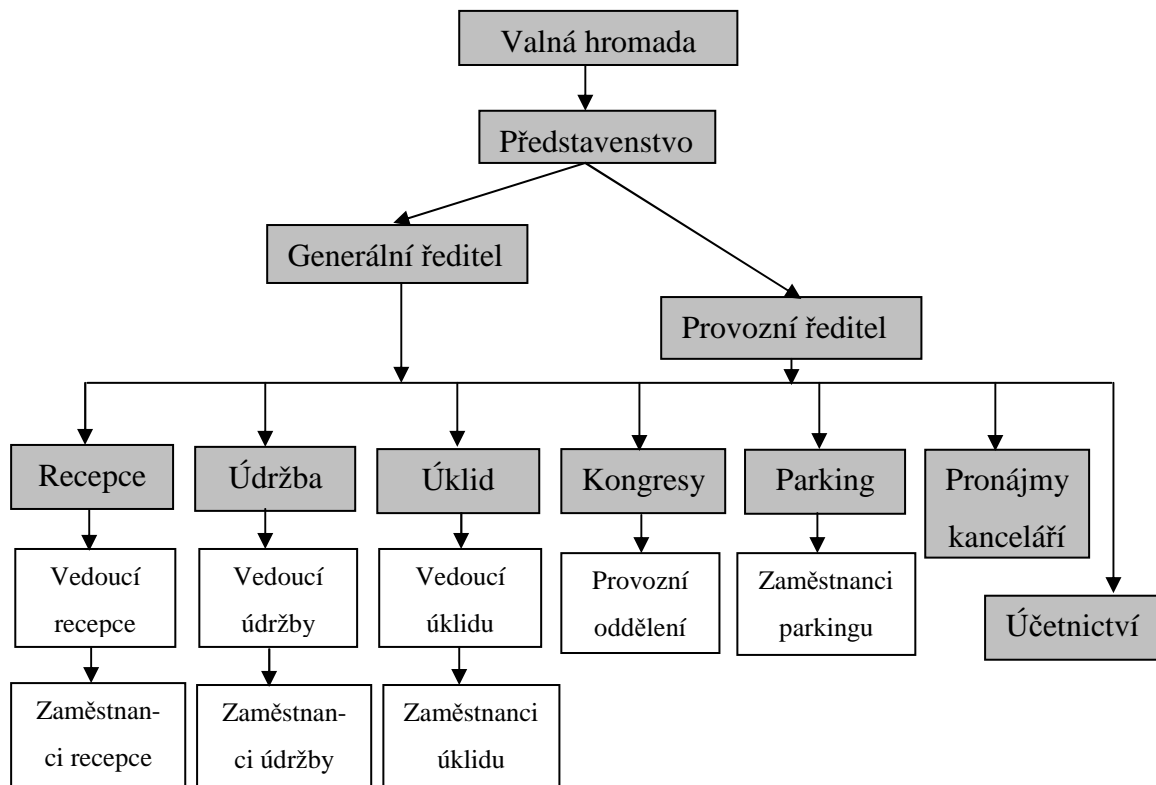 Valná hromada
Představenstvo
Generální ředitel
Provozní ředitel
Recepce
Údržba
Úklid
Kongresy
Parking
Pronájmy
kanceláří
Účetnictví
Vedoucí
recepce
Vedoucí
údržby
Vedoucí
úklidu
Provozní
oddělení
Zaměstnanci
parkingu
Zaměstnan-
ci recepce
Zaměstnan-
ci údržby
Zaměstnanci
úklidu